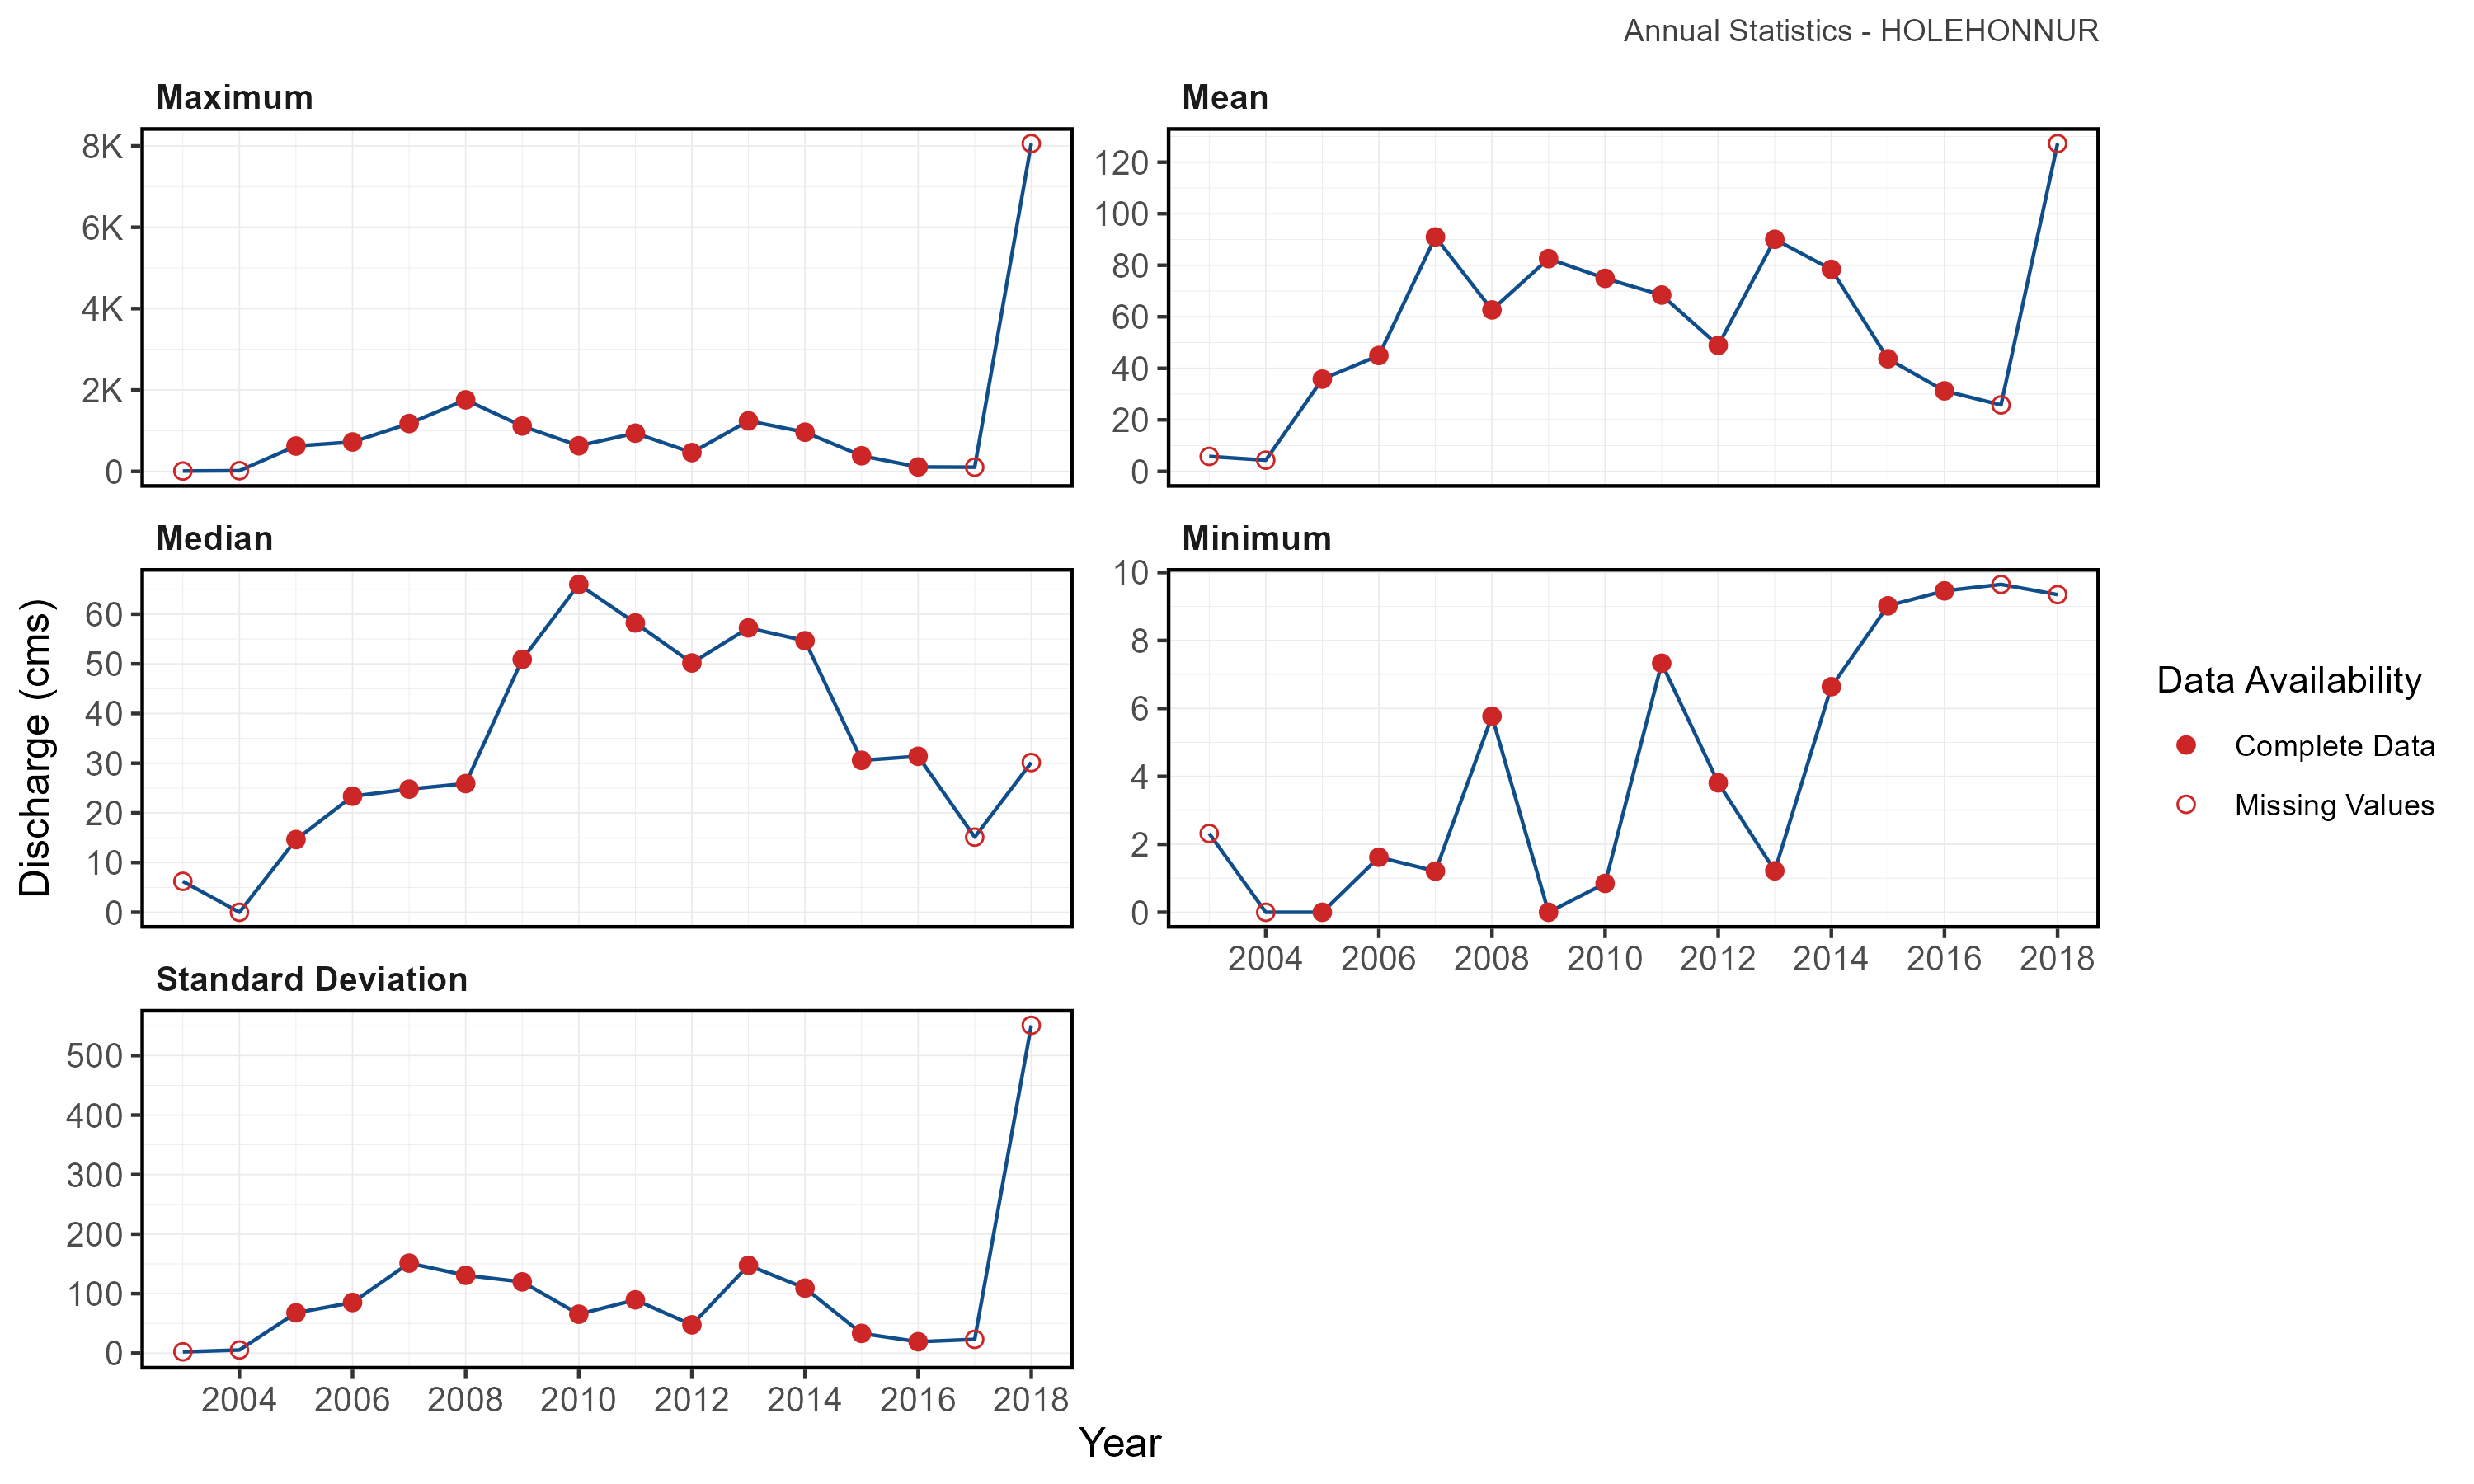 Annual Statistics - HOLEHONNUR
Maximum
8K
6K
4K
2K
0
Mean
120
100
80
60
40
20
0
Median
60
50
40
30
20
10
0
Minimum
10
8
6
4
2
0
2004 2006 2008 2010 2012 2014 2016 2018
Standard Deviation
500
400
300
200
100
0
2004 2006 2008 2010 2012 2014 2016 2018
Discharge (cms)
Year
Data Availability
Complete Data
Missing Values